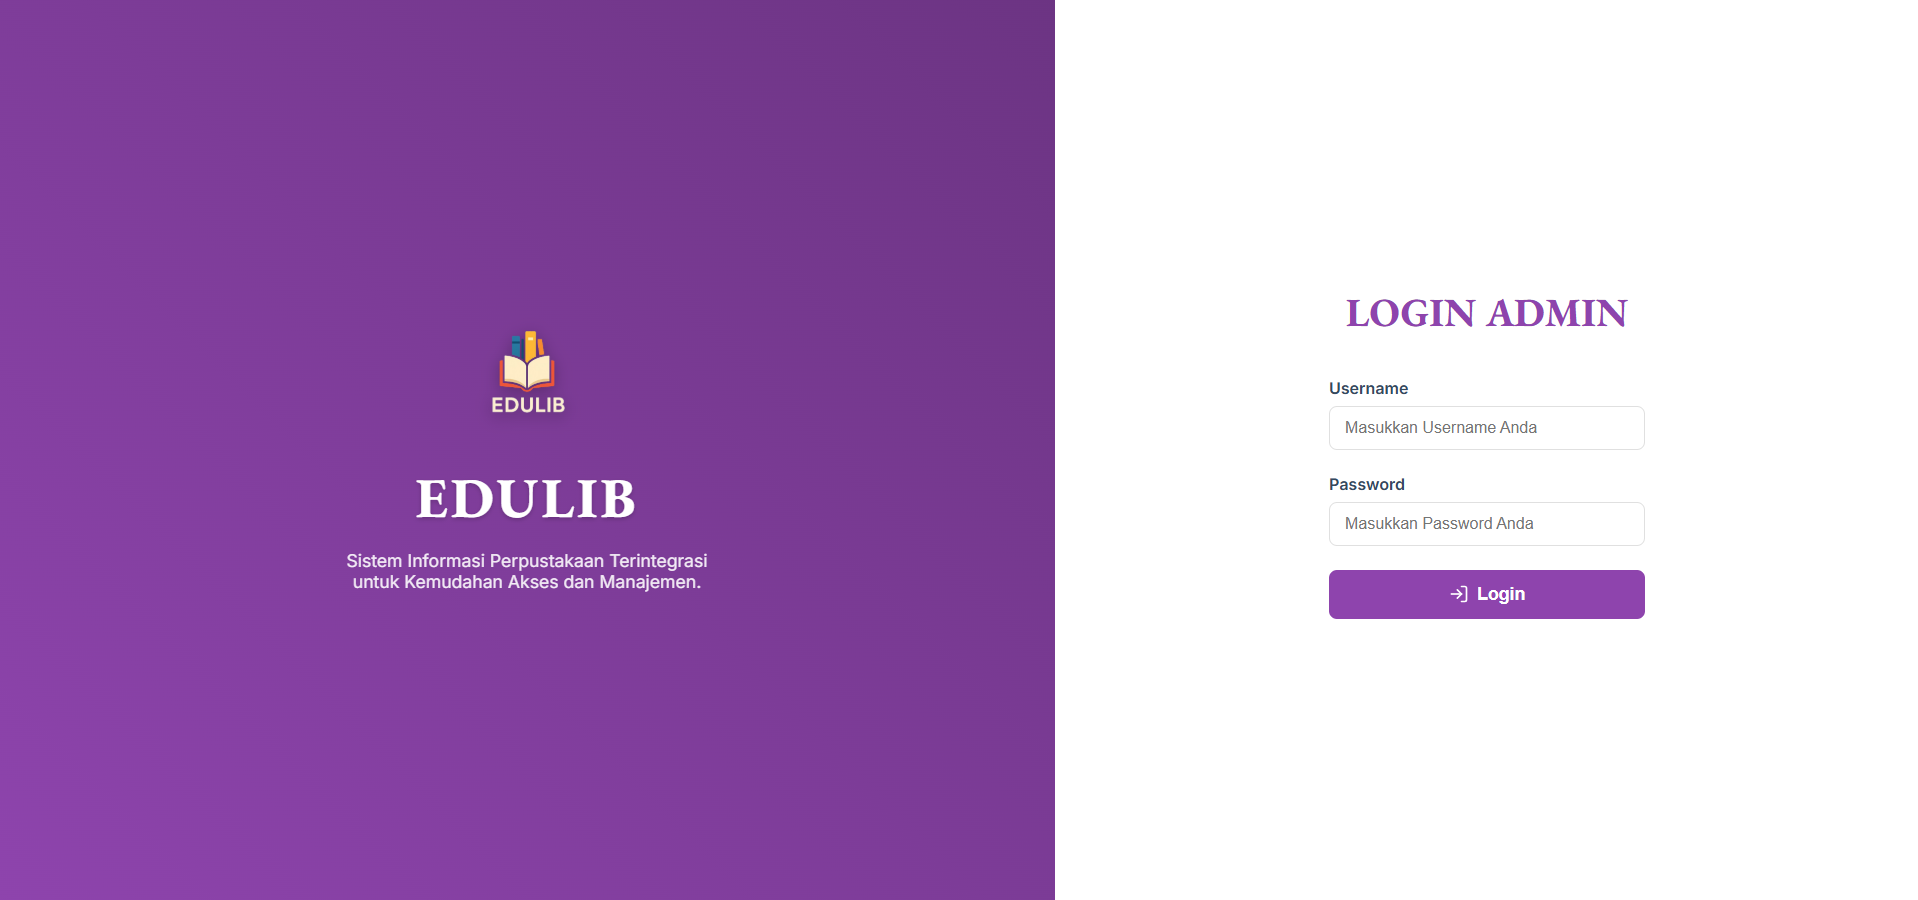 EDULIB
EDULIB
Sistem Informasi Perpustakaan Terintegrasi
untuk Kemudahan Akses dan Manajemen.
LOGIN ADMIN
Username
Masukkan Username Anda
Password
Masukkan Password Anda
Login